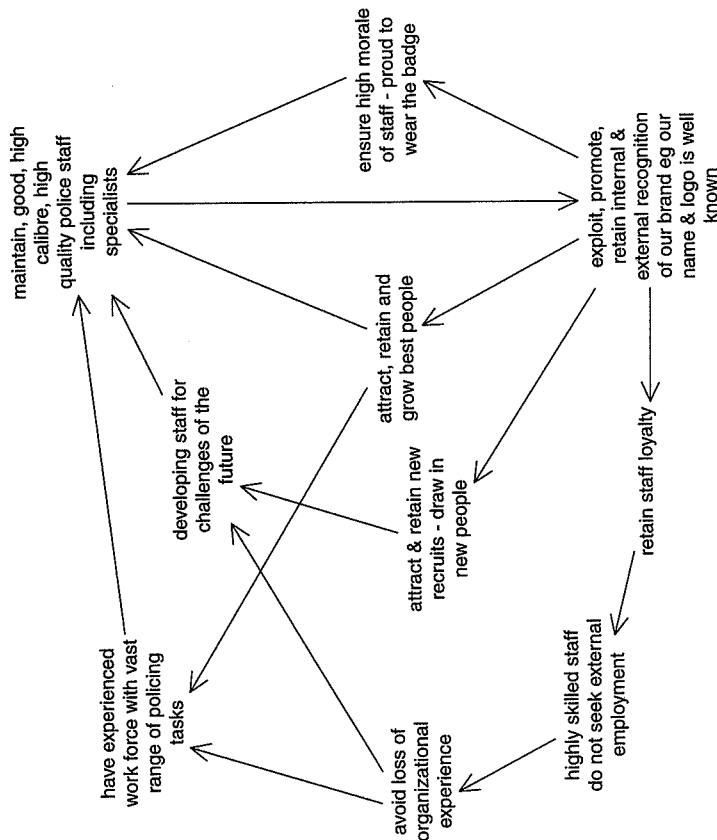 have experienced
work force with vast
range of policing
tasks
maintain, good, high
calibre, high
quality police staff
including
specialists
developing staff for
challenges of the
future
ensure high morale
of staff - proud to
wear the badge
attract, retain and
grow best people
avoid loss of
organizational
experience
attract & retain new
recruits - draw in
new people
highly skilled staff
do not seek external
employment
retain staff loyalty
exploit, promote,
retain internal &
external recognition
of our brand eg our
name & logo is well
known